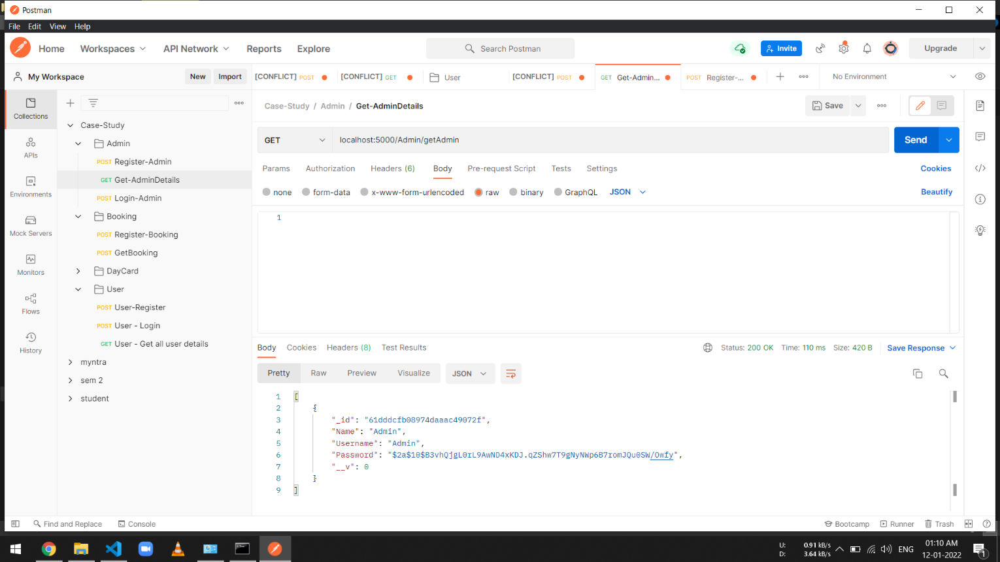 Postman
File Edit View Help
Home Workspaces API Network Reports Explore
Search Postman
Invite
Upgrade
My Workspace
New Import
[CONFLICT] POST
[CONFLICT] GET
User
[CONFLICT] POST
GET Get-Admin...
POST Register-...
No Environment
Collections
APIs
Environments
Mock Servers
Monitors
Flows
History
Case-Study
Admin
POST Register-Admin
GET Get-AdminDetails
POST Login-Admin
Booking
POST Register-Booking
POST GetBooking
DayCard
User
POST User-Register
POST User - Login
GET User - Get all user details
myntra
sem 2
student
Case-Study / Admin / Get-AdminDetails
Save
GET localhost:5000/Admin/getAdmin
Send
Params Authorization Headers (6) Body Pre-request Script Tests Settings
Cookies
none form-data x-www-form-urlencoded raw binary GraphQL JSON
Beautify
1
Body Cookies Headers (8) Test Results
Status: 200 OK Time: 110 ms Size: 420 B Save Response
Pretty Raw Preview Visualize JSON
1 [
2 {
3 "_id": "61dddcfb08974daaac49072f",
4 "Name": "Admin",
5 "Username": "Admin",
6 "Password": "$2a$10$B3vhQjgL0rL9AwND4xKDJ.qZShw7T9gNyNWp6B7romJQu0SW/Owfy",
7 "__v": 0
8 }
9 ]
Find and Replace Console
Bootcamp Runner Trash
U: 0.91 kB/s
D: 3.64 kB/s
ENG
01:10 AM
12-01-2022
1